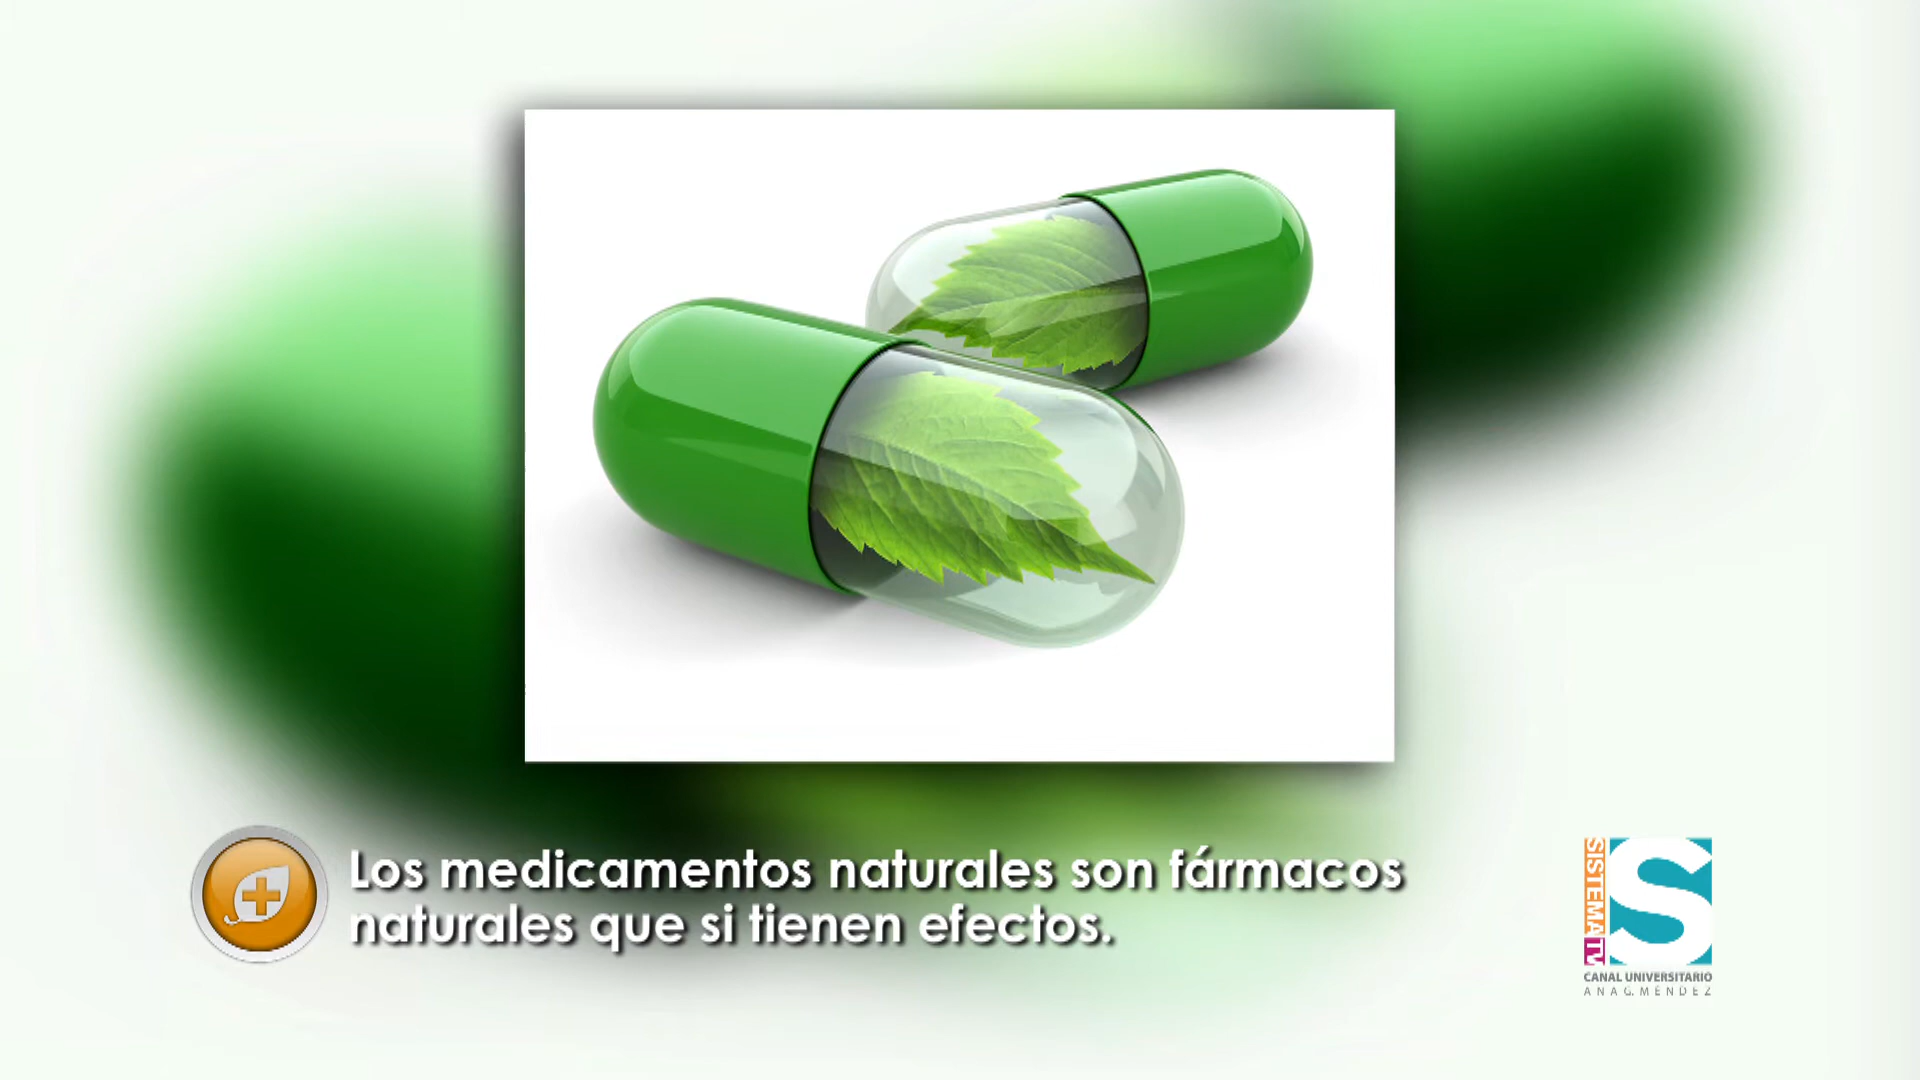 Los medicamentos naturales son fármacos
naturales que si tienen efectos.
SISTEMA TV
S
CANAL UNIVERSITARIO
ANA G. MÉNDEZ